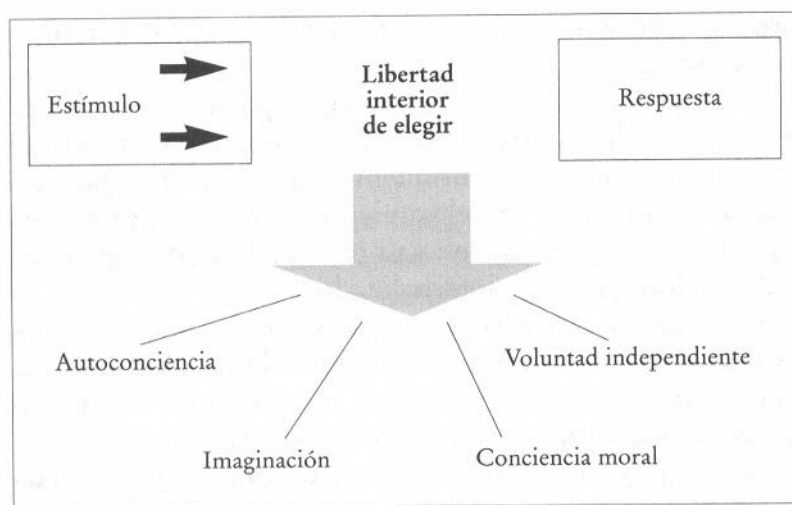 Estímulo
Libertad
interior
de elegir
Respuesta
Autoconciencia
Voluntad independiente
Imaginación
Conciencia moral